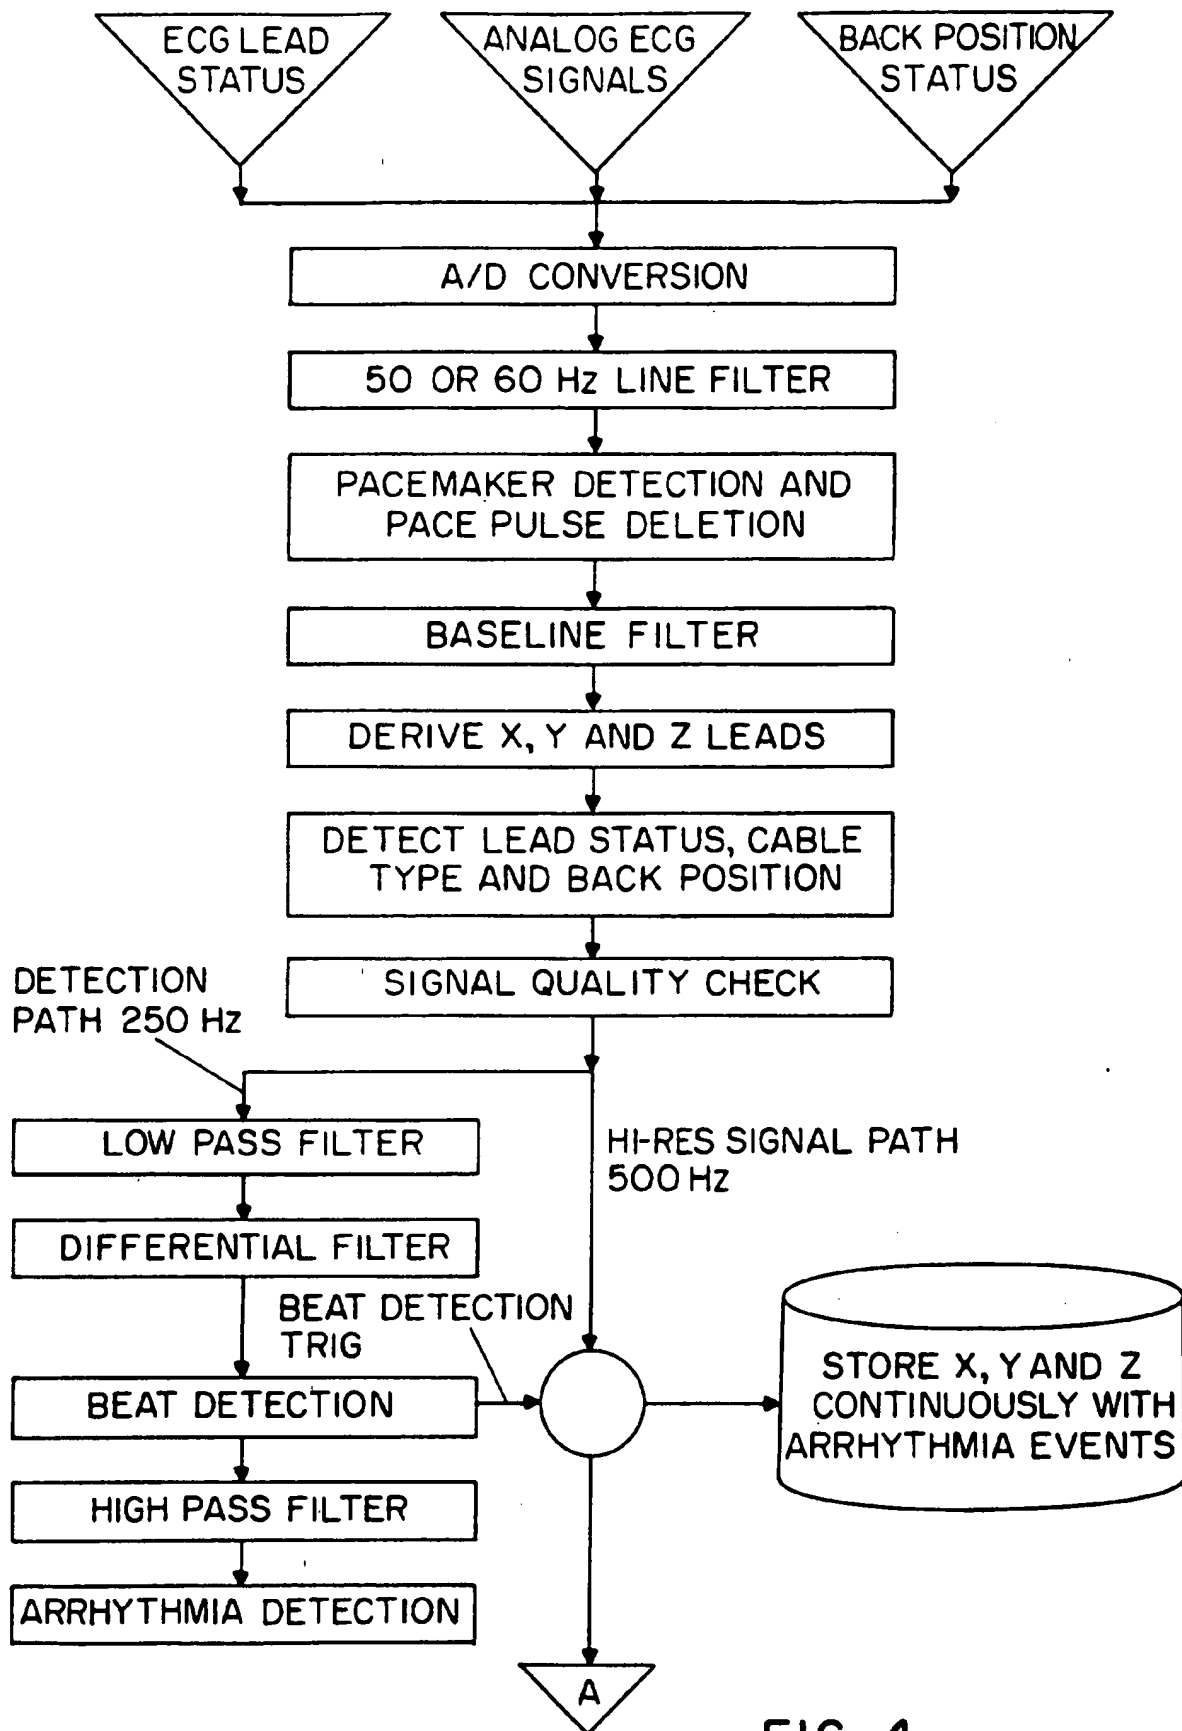 ECG LEAD
STATUS
ANALOG ECG
SIGNALS
BACK POSITION
STATUS
A/D CONVERSION
50 OR 60 Hz LINE FILTER
PACEMAKER DETECTION AND
PACE PULSE DELETION
BASELINE FILTER
DERIVE X, Y AND Z LEADS
DETECT LEAD STATUS, CABLE
TYPE AND BACK POSITION
SIGNAL QUALITY CHECK
DETECTION
PATH 250 Hz
LOW PASS FILTER
HI-RES SIGNAL PATH
500 Hz
DIFFERENTIAL FILTER
BEAT DETECTION
TRIG
BEAT DETECTION
STORE X, Y AND Z
CONTINUOUSLY WITH
ARRHYTHMIA EVENTS
HIGH PASS FILTER
ARRHYTHMIA DETECTION
A